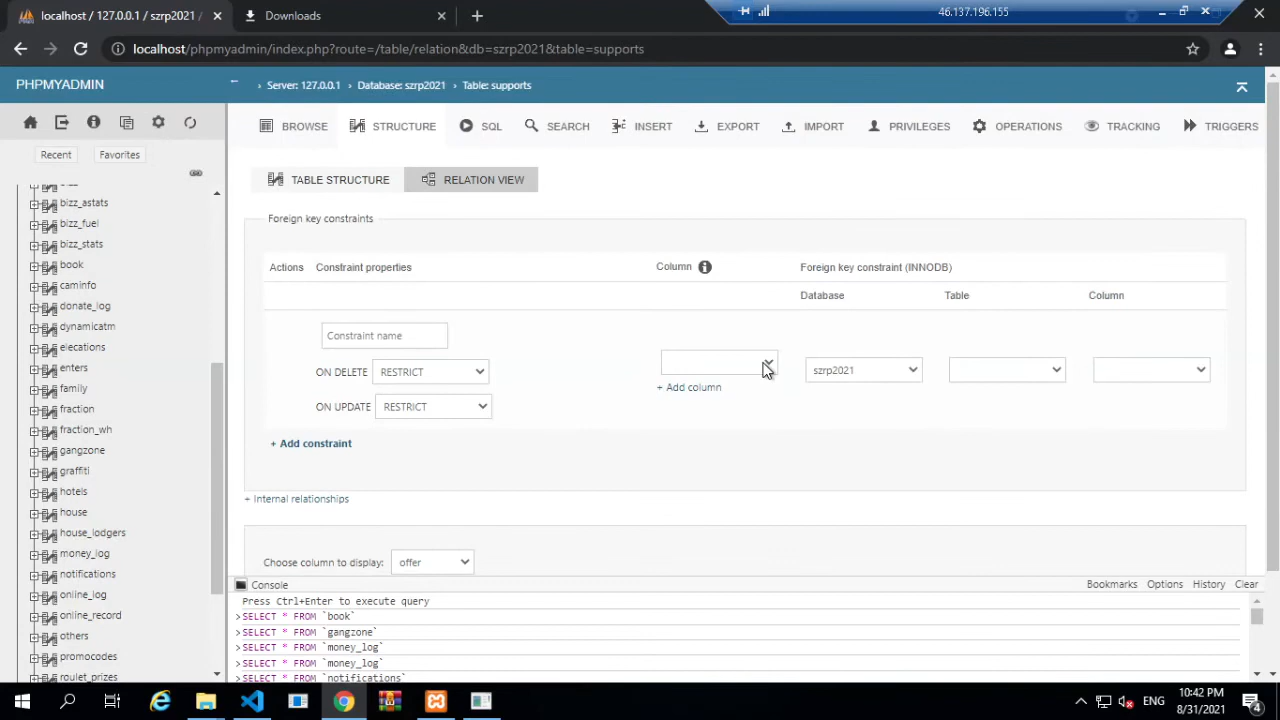 localhost / 127.0.0.1 / szrp2021 /
Downloads
46.137.196.155
localhost/phpmyadmin/index.php?route=/table/relation&db=szrp2021&table=supports
PHPMYADMIN
Recent
Favorites
bizz_astats
bizz_fuel
bizz_stats
book
caminfo
donate_log
dynamicatm
elecations
enters
family
fraction
fraction_wh
gangzone
graffiti
hotels
house
house_lodgers
money_log
notifications
online_log
online_record
others
promocodes
roulet_prizes
Server: 127.0.0.1 › Database: szrp2021 › Table: supports
BROWSE
STRUCTURE
SQL
SEARCH
INSERT
EXPORT
IMPORT
PRIVILEGES
OPERATIONS
TRACKING
TRIGGERS
TABLE STRUCTURE
RELATION VIEW
Foreign key constraints
Actions Constraint properties Column Foreign key constraint (INNODB)
Database Table Column
Constraint name
ON DELETE RESTRICT
ON UPDATE RESTRICT
+ Add column
szrp2021
+ Add constraint
+ Internal relationships
Choose column to display: offer
Console
Bookmarks Options History Clear
Press Ctrl+Enter to execute query
>SELECT * FROM `book`
>SELECT * FROM `gangzone`
>SELECT * FROM `money_log`
>SELECT * FROM `money_log`
>SELECT * FROM `notifications`
ENG
10:42 PM
8/31/2021
4